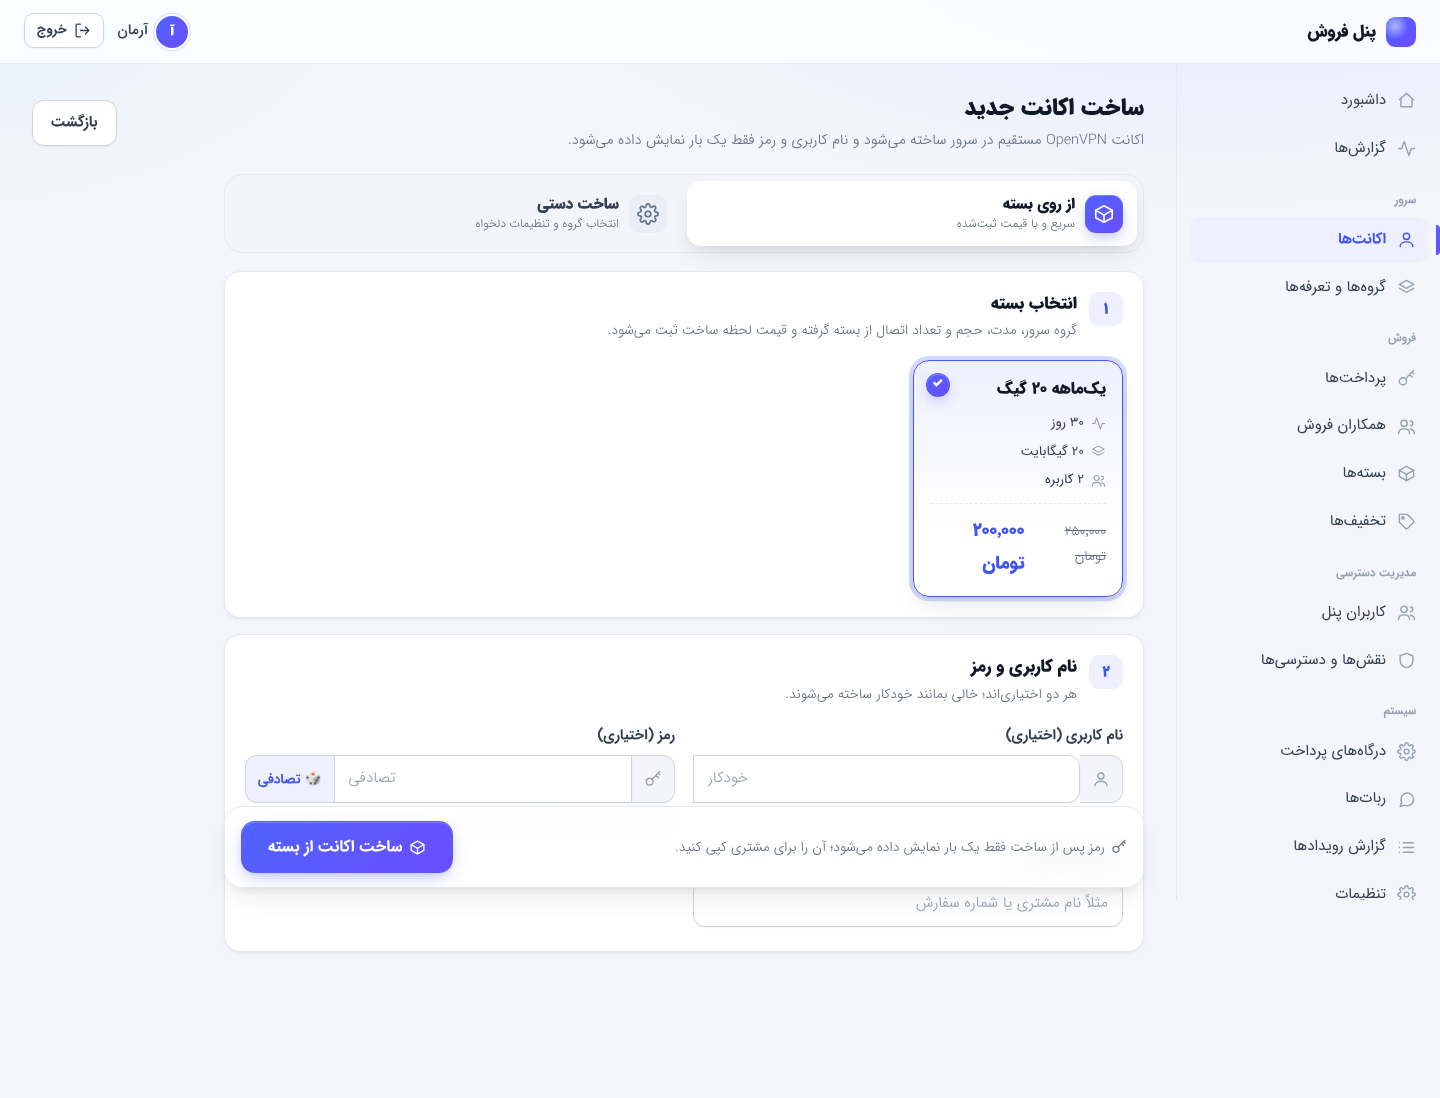 پنل فروش
آ
آرمان
خروج
داشبورد
گزارش‌ها
سرور
اکانت‌ها
گروه‌ها و تعرفه‌ها
فروش
پرداخت‌ها
همکاران فروش
بسته‌ها
تخفیف‌ها
مدیریت دسترسی
کاربران پنل
نقش‌ها و دسترسی‌ها
سیستم
درگاه‌های پرداخت
ربات‌ها
گزارش رویدادها
تنظیمات
ساخت اکانت جدید
اکانت OpenVPN مستقیم در سرور ساخته می‌شود و نام کاربری و رمز فقط یک بار نمایش داده می‌شود.
بازگشت
از روی بسته
سریع و با قیمت ثبت‌شده
ساخت دستی
انتخاب گروه و تنظیمات دلخواه
۱
انتخاب بسته
گروه سرور، مدت، حجم و تعداد اتصال از بسته گرفته و قیمت لحظه ساخت ثبت می‌شود.
یک‌ماهه ۲۰ گیگ
۳۰ روز
۲۰ گیگابایت
۲ کاربره
۲۵۰,۰۰۰
تومان
۲۰۰,۰۰۰
تومان
۲
نام کاربری و رمز
هر دو اختیاری‌اند؛ خالی بمانند خودکار ساخته می‌شوند.
نام کاربری (اختیاری)
خودکار
رمز (اختیاری)
تصادفی
🎲 تصادفی
رمز پس از ساخت فقط یک بار نمایش داده می‌شود؛ آن را برای مشتری کپی کنید.
ساخت اکانت از بسته
مثلاً نام مشتری یا شماره سفارش